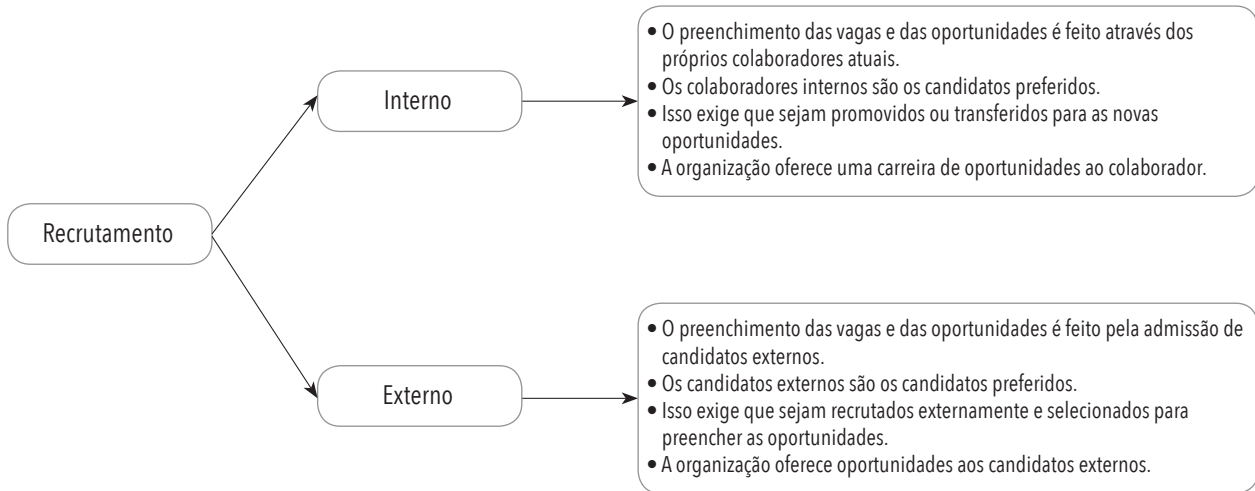 Recrutamento
Interno
• O preenchimento das vagas e das oportunidades é feito através dos
próprios colaboradores atuais.
• Os colaboradores internos são os candidatos preferidos.
• Isso exige que sejam promovidos ou transferidos para as novas
oportunidades.
• A organização oferece uma carreira de oportunidades ao colaborador.
Externo
• O preenchimento das vagas e das oportunidades é feito pela admissão de
candidatos externos.
• Os candidatos externos são os candidatos preferidos.
• Isso exige que sejam recrutados externamente e selecionados para
preencher as oportunidades.
• A organização oferece oportunidades aos candidatos externos.